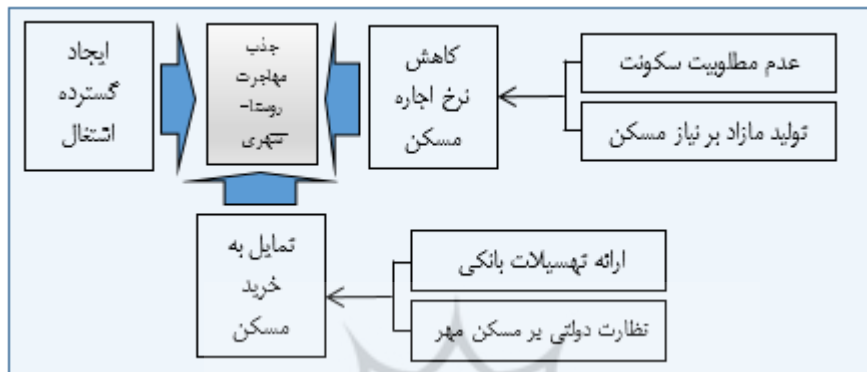 عدم مطلوبیت سکونت
تولید مازاد بر نیاز مسکن
کاهش
نرخ اجاره
مسکن
جذب
مهاجرت
روستا-
شهری
ایجاد
گسترده
اشتغال
ارائه تهسیلات بانکی
نظارت دولتی بر مسکن مهر
تمایل به
خرید
مسکن